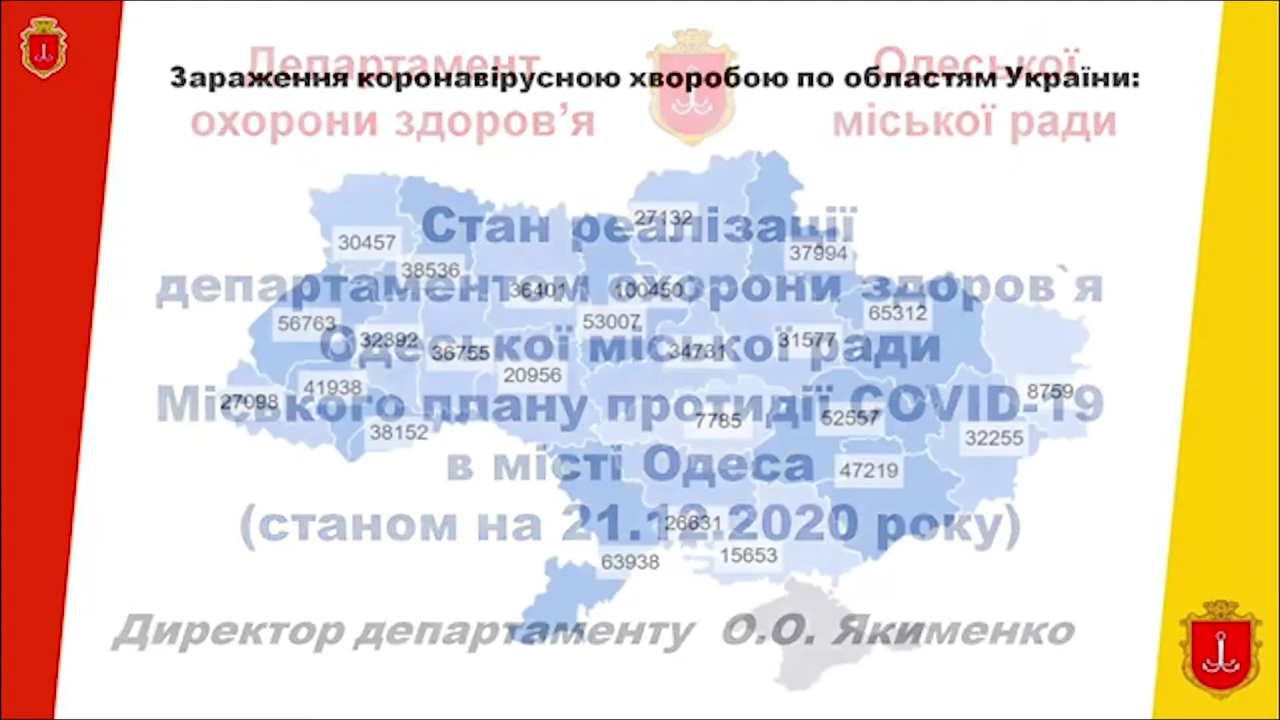 Департамент
охорони здоров’я
Одеської
міської ради
Зараження коронавірусною хворобою по областям України:
Стан реалізації
департаментом охорони здоров`я
Одеської міської ради
Міського плану протидії COVID-19
в місті Одеса
(станом на 21.12.2020 року)
Директор департаменту О.О. Якименко
27132
30457
37994
38536
36401
100450
65312
56763
53007
32392
31577
36755
34731
20956
41938
27098
8759
7785
52557
38152
32255
47219
26631
15653
63938